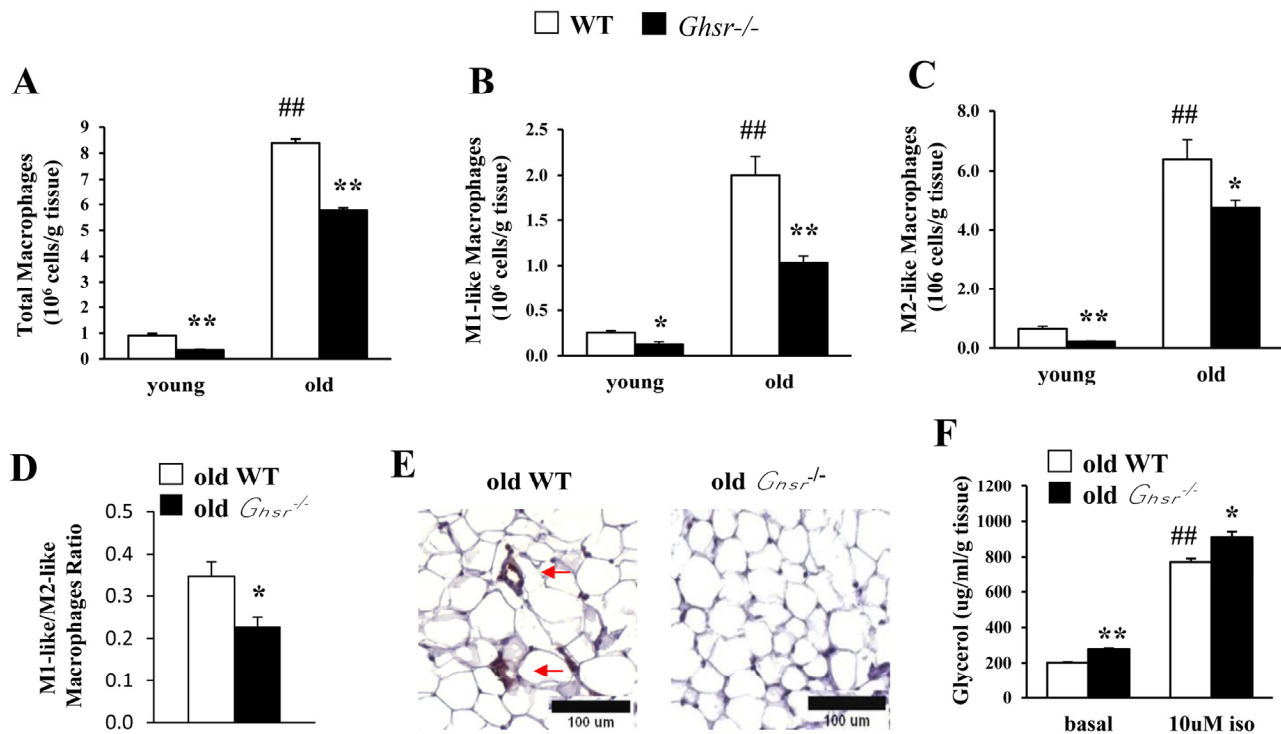 WT Ghsr-/-
A
Total Macrophages
(10⁶ cells/g tissue)
##
**
**
9
8
7
6
5
4
3
2
1
0
young old
B
M1-like Macrophages
(10⁶ cells/g tissue)
##
**
*
2.5
2.0
1.5
1.0
0.5
0.0
young old
C
M2-like Macrophages
(106 cells/g tissue)
##
*
**
8.0
6.0
4.0
2.0
0.0
young old
D
old WT
old Ghsr-/-
M1-like/M2-like
Macrophages Ratio
*
0.5
0.4
0.3
0.2
0.1
0.0
E
old WT old Ghsr-/-
100 um 100 um
F
old WT
old Ghsr-/-
Glycerol (ug/ml/g tissue)
##
*
**
1200
1000
800
600
400
200
0
basal 10uM iso